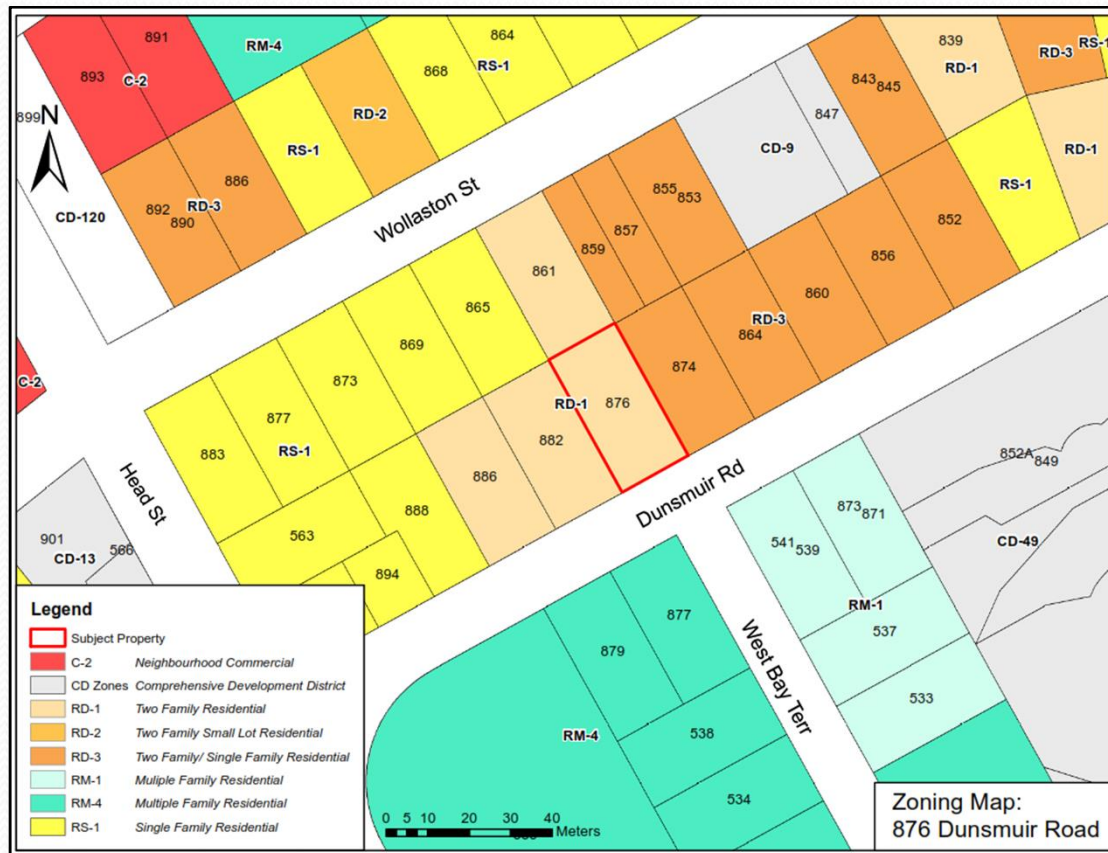 891
893
C-2
RM-4
864
868
RS-1
839
RD-1
RD-3
RS-1
899
N
RD-2
843
845
847
RS-1
CD-9
RD-1
RS-1
CD-120
892
890
RD-3
886
Wollaston St
855
853
857
859
861
852
856
860
RD-3
864
865
869
873
874
C-2
RD-1
876
877
RS-1
883
882
886
888
563
Head St
Dunsmuir Rd
894
901
566
CD-13
852A
849
873
871
541
539
CD-49
RM-1
537
533
West Bay Terr
877
879
RM-4
538
534
0 5 10 20 30 40
Meters
Legend
Subject Property
C-2 Neighbourhood Commercial
CD Zones Comprehensive Development District
RD-1 Two Family Residential
RD-2 Two Family Small Lot Residential
RD-3 Two Family/ Single Family Residential
RM-1 Muliple Family Residential
RM-4 Multiple Family Residential
RS-1 Single Family Residential
Zoning Map:
876 Dunsmuir Road